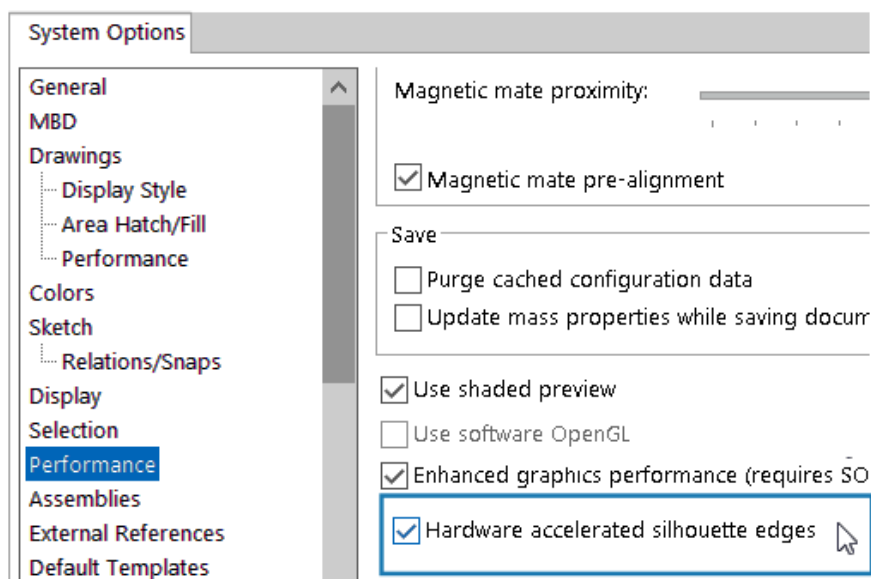 System Options
General
MBD
Drawings
Display Style
Area Hatch/Fill
Performance
Colors
Sketch
Relations/Snaps
Display
Selection
Performance
Assemblies
External References
Default Templates
Magnetic mate proximity:
Magnetic mate pre-alignment
Save
Purge cached configuration data
Update mass properties while saving docum
Use shaded preview
Use software OpenGL
Enhanced graphics performance (requires SO
Hardware accelerated silhouette edges